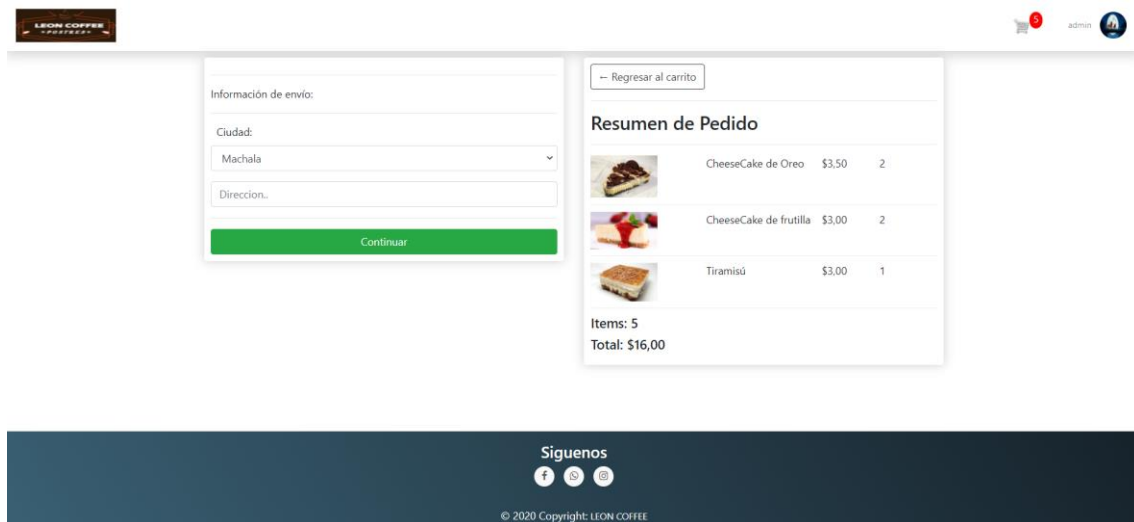 LEON COFFEE
POSTRES
5
admin
Información de envío:
Ciudad:
Machala
Direccion..
Continuar
← Regresar al carrito
Resumen de Pedido
CheeseCake de Oreo $3,50 2
CheeseCake de frutilla $3,00 2
Tiramisú $3,00 1
Items: 5
Total: $16,00
Siguenos
© 2020 Copyright: LEON COFFEE